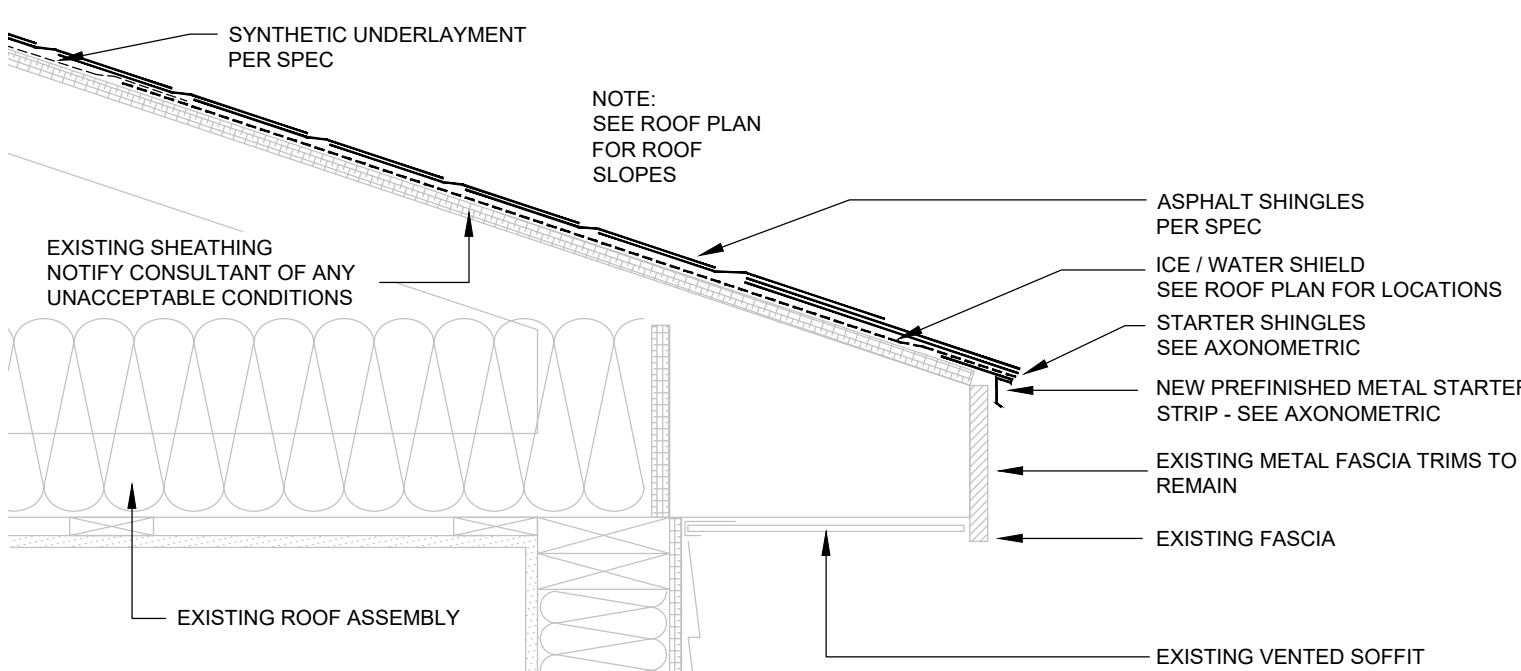 SYNTHETIC UNDERLAYMENT
PER SPEC
NOTE:
SEE ROOF PLAN
FOR ROOF
SLOPES
ASPHALT SHINGLES
PER SPEC
EXISTING SHEATHING
NOTIFY CONSULTANT OF ANY
UNACCEPTABLE CONDITIONS
ICE / WATER SHIELD
SEE ROOF PLAN FOR LOCATIONS
STARTER SHINGLES
SEE AXONOMETRIC
NEW PREFINISHED METAL STARTER
STRIP - SEE AXONOMETRIC
EXISTING METAL FASCIA TRIMS TO
REMAIN
EXISTING FASCIA
EXISTING ROOF ASSEMBLY
EXISTING VENTED SOFFIT